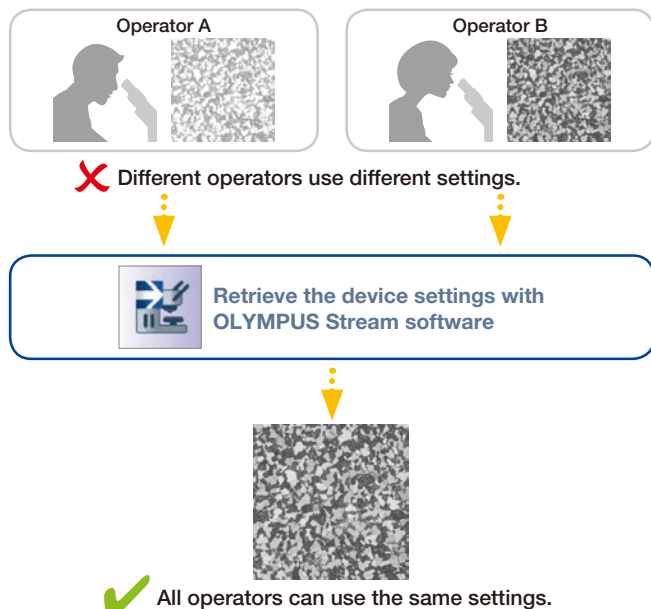 Operator A
Operator B
Different operators use different settings.
Retrieve the device settings with
OLYMPUS Stream software
All operators can use the same settings.